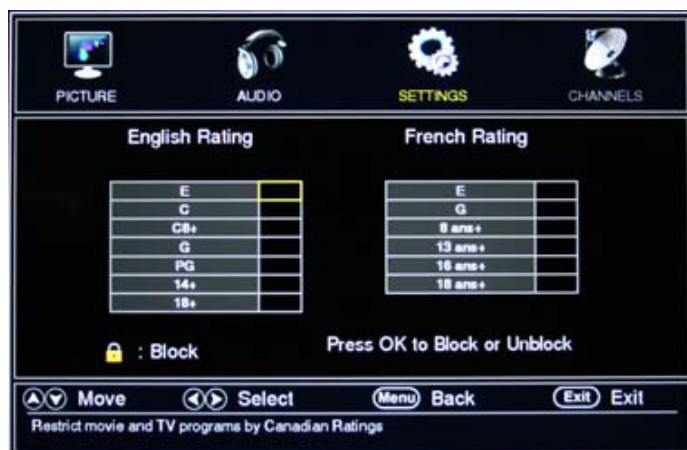 PICTURE AUDIO SETTINGS CHANNELS
English Rating
E
C
C8+
G
PG
14+
18+
French Rating
E
G
8 ans+
13 ans+
16 ans+
18 ans+
: Block
Press OK to Block or Unblock
Move Select Menu Back Exit Exit
Restrict movie and TV programs by Canadian Ratings